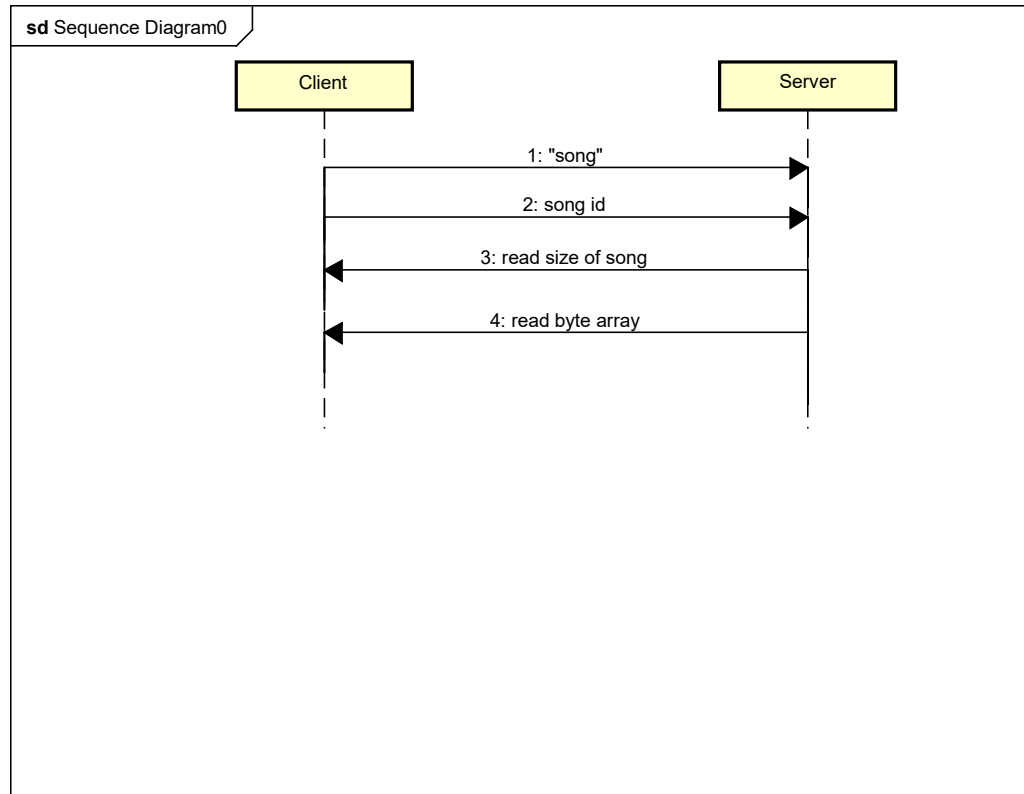 sd Sequence Diagram0
Client
Server
1: "song"
2: song id
3: read size of song
4: read byte array